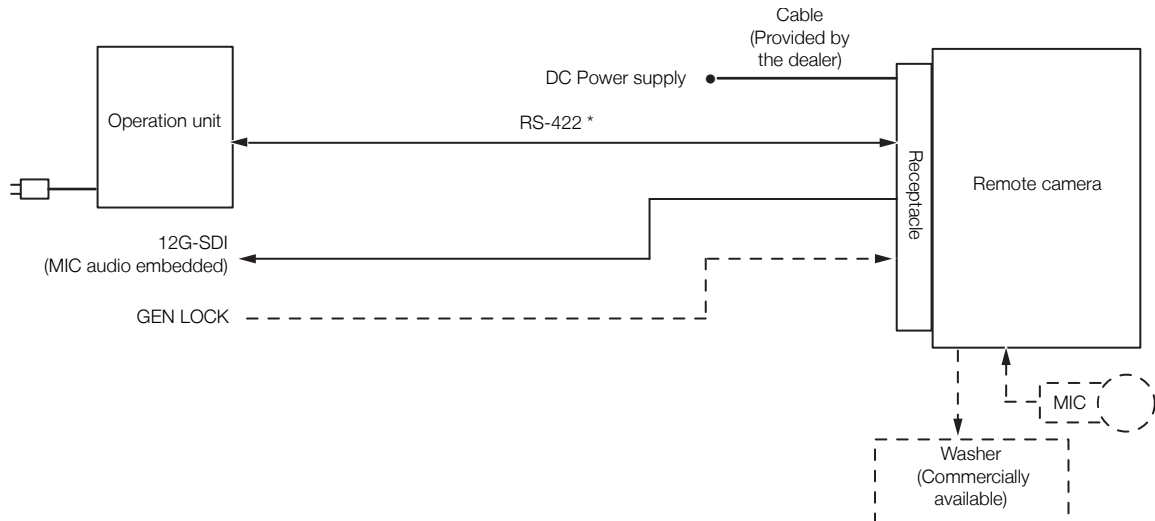 Cable
(Provided by
the dealer)
DC Power supply
Operation unit
RS-422 *
Receptacle
Remote camera
12G-SDI
(MIC audio embedded)
GEN LOCK
MIC
Washer
(Commercially
available)